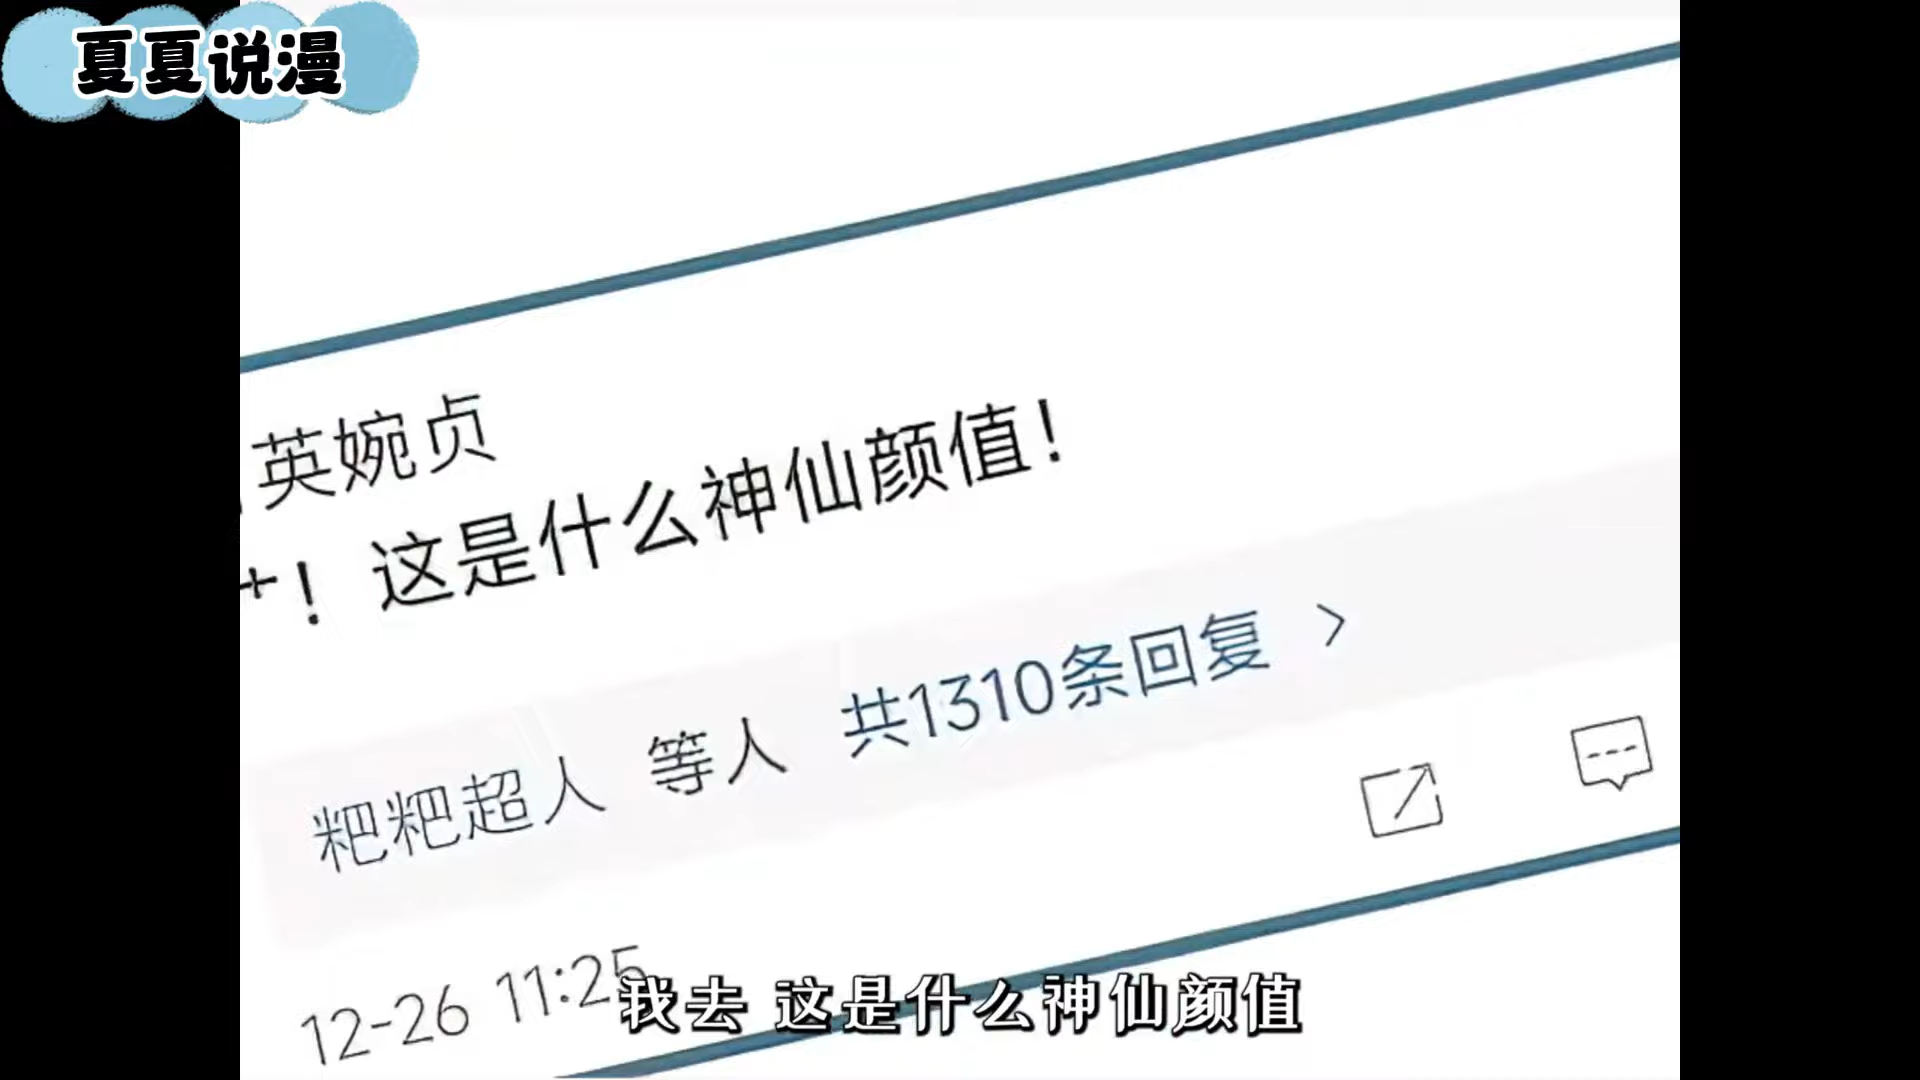 夏夏说漫
英婉贞
*！这是什么神仙颜值！
粑粑超人 等人 共1310条回复 >
12-26 11:25
我去 这是什么神仙颜值